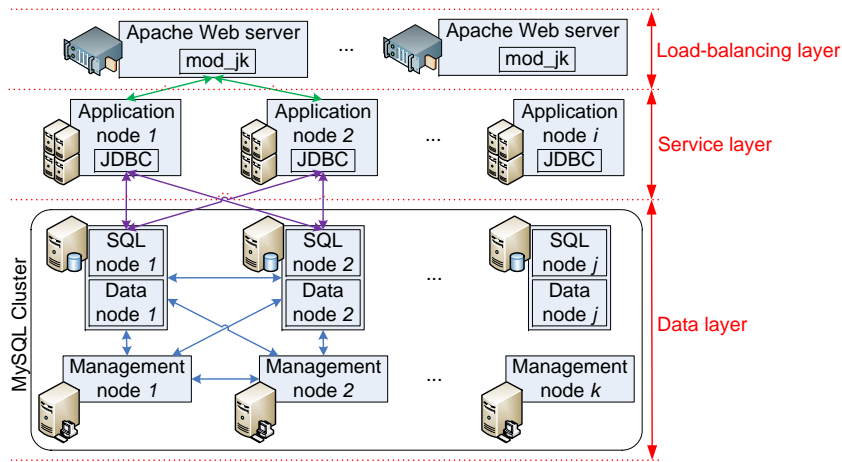 Apache Web server
mod_jk
...
Apache Web server
mod_jk
Load-balancing layer
Application
node 1
JDBC
Application
node 2
JDBC
...
Application
node i
JDBC
Service layer
MySQL Cluster
SQL
node 1
Data
node 1
SQL
node 2
Data
node 2
...
SQL
node j
Data
node j
Data layer
Management
node 1
Management
node 2
...
Management
node k